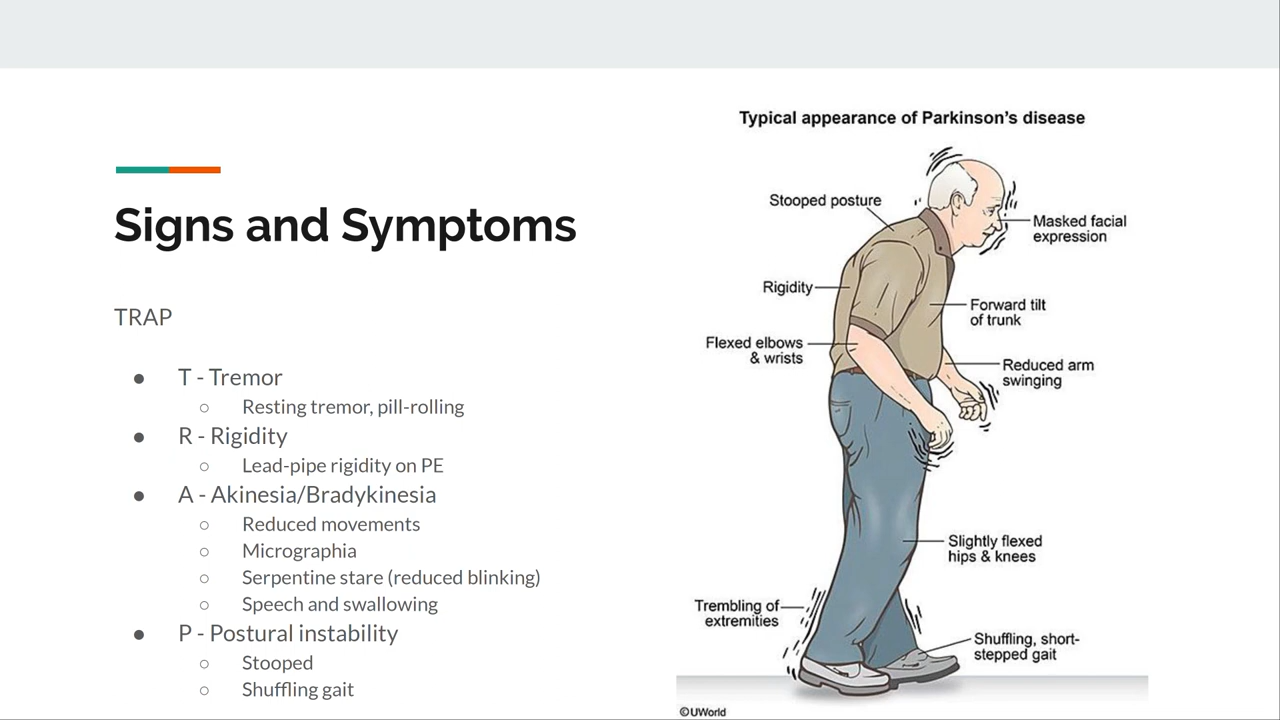 Signs and Symptoms
TRAP
● T - Tremor
○ Resting tremor, pill-rolling
● R - Rigidity
○ Lead-pipe rigidity on PE
● A - Akinesia/Bradykinesia
○ Reduced movements
○ Micrographia
○ Serpentine stare (reduced blinking)
○ Speech and swallowing
● P - Postural instability
○ Stooped
○ Shuffling gait
Typical appearance of Parkinson's disease
Stooped posture
Masked facial
expression
Rigidity
Forward tilt
of trunk
Flexed elbows
& wrists
Reduced arm
swinging
Slightly flexed
hips & knees
Trembling of
extremities
Shuffling, short-
stepped gait
©UWorld